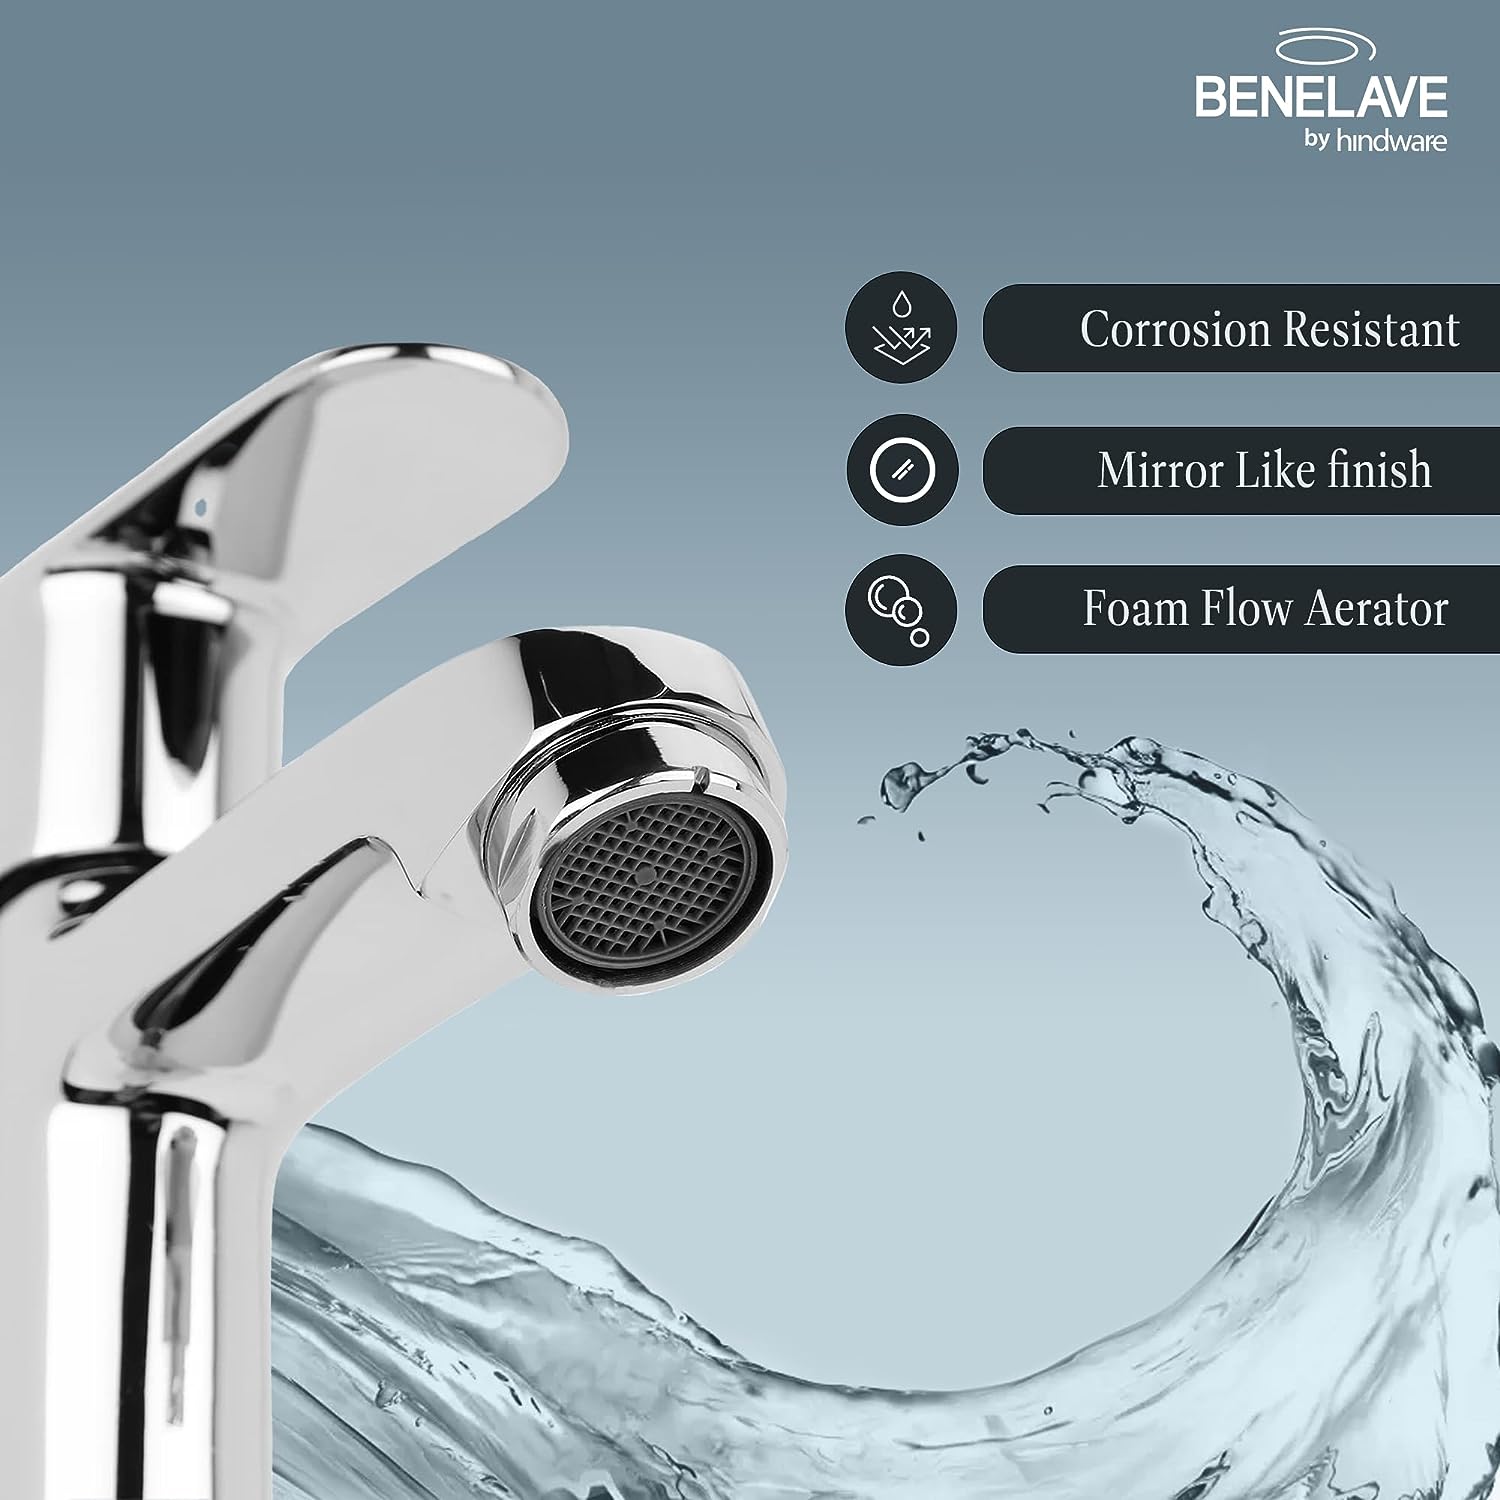 BENELAVE
by hindware
Corrosion Resistant
Mirror Like finish
Foam Flow Aerator